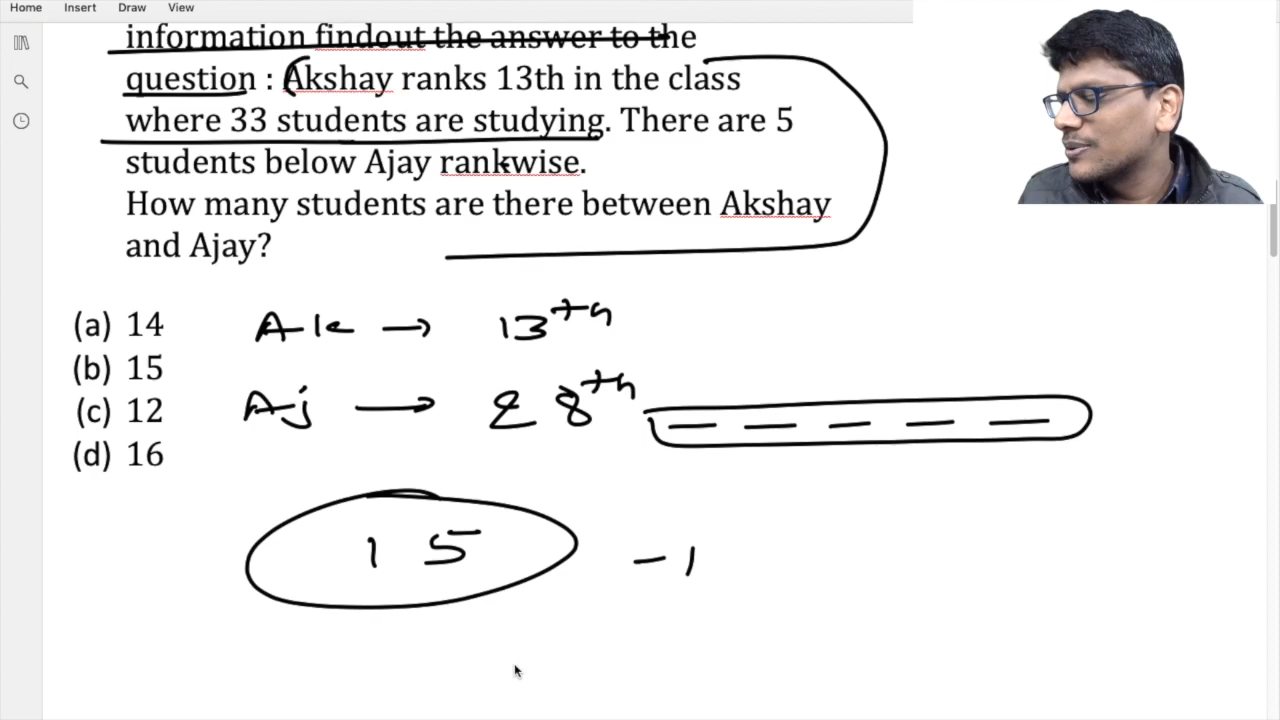 Home Insert Draw View
information findout the answer to the
question : Akshay ranks 13th in the class
where 33 students are studying. There are 5
students below Ajay rankwise.
How many students are there between Akshay
and Ajay?
(a) 14
Ak → 13th
(b) 15
(c) 12
Aj → 28th
(d) 16
15 -1